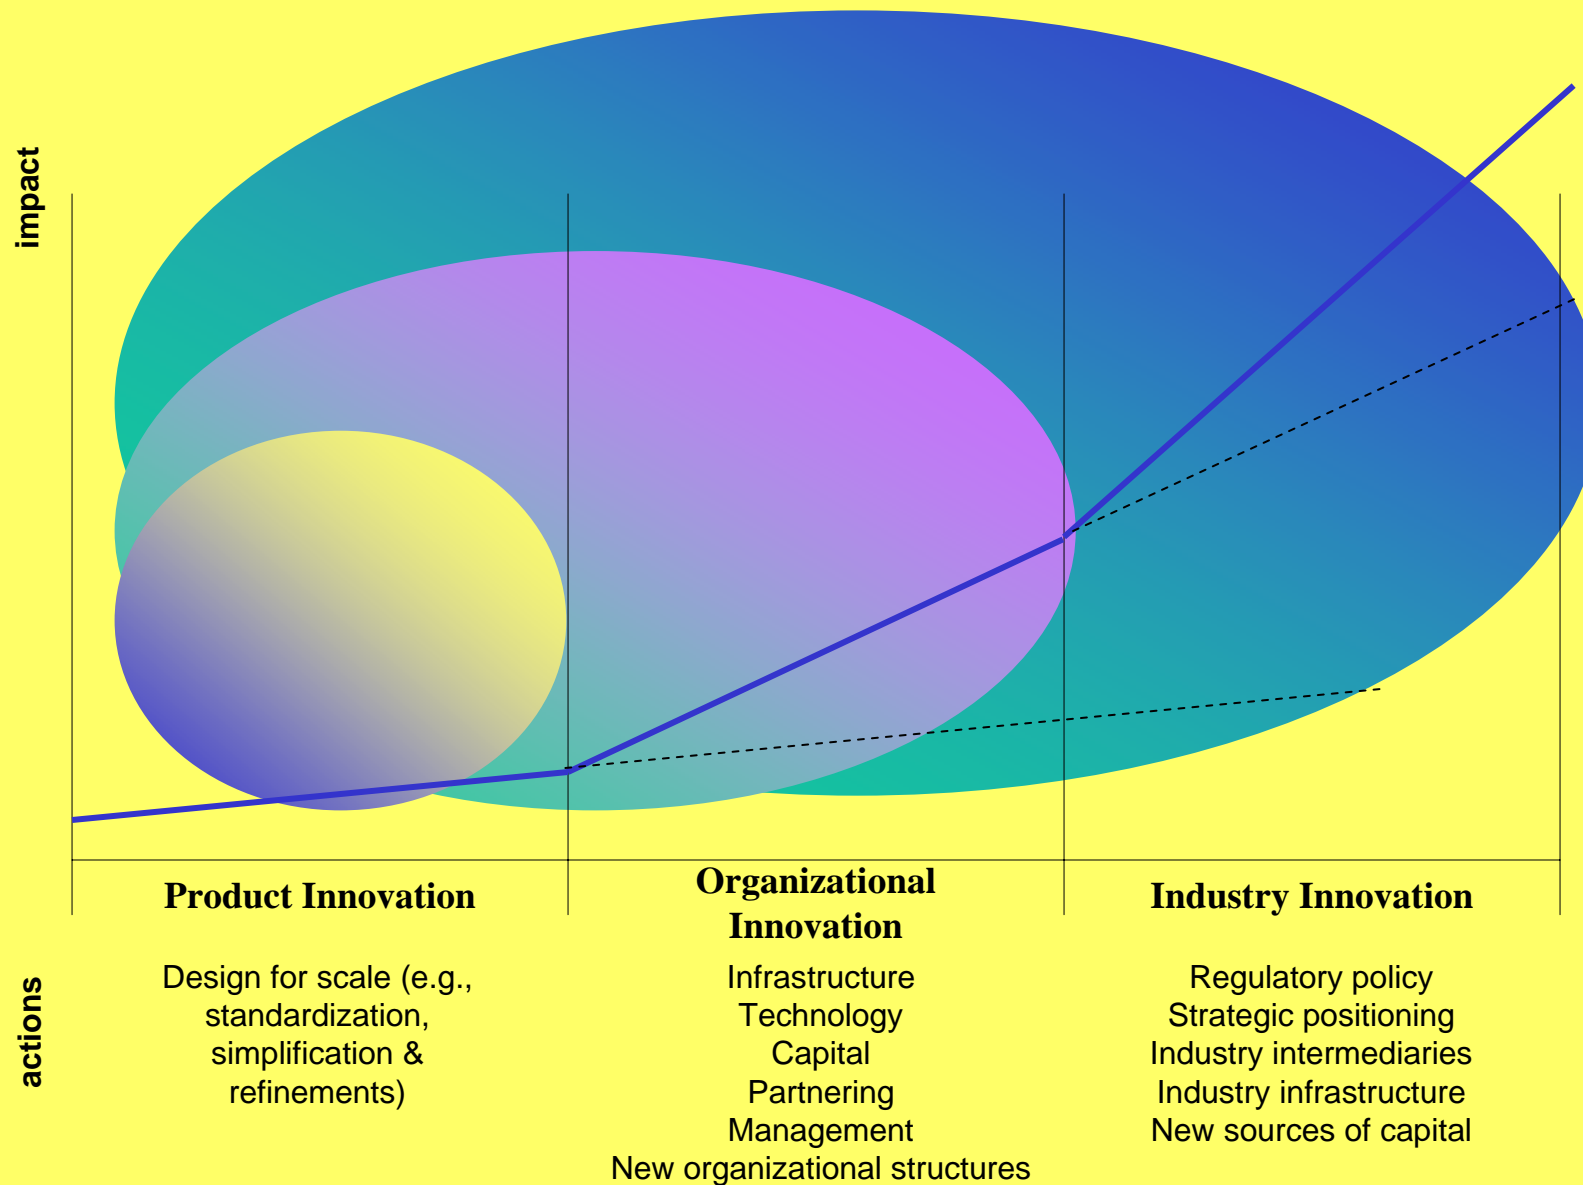 impact
Product Innovation
Organizational
Innovation
Industry Innovation
actions
Design for scale (e.g.,
standardization,
simplification &
refinements)
Infrastructure
Technology
Capital
Partnering
Management
New organizational structures
Regulatory policy
Strategic positioning
Industry intermediaries
Industry infrastructure
New sources of capital